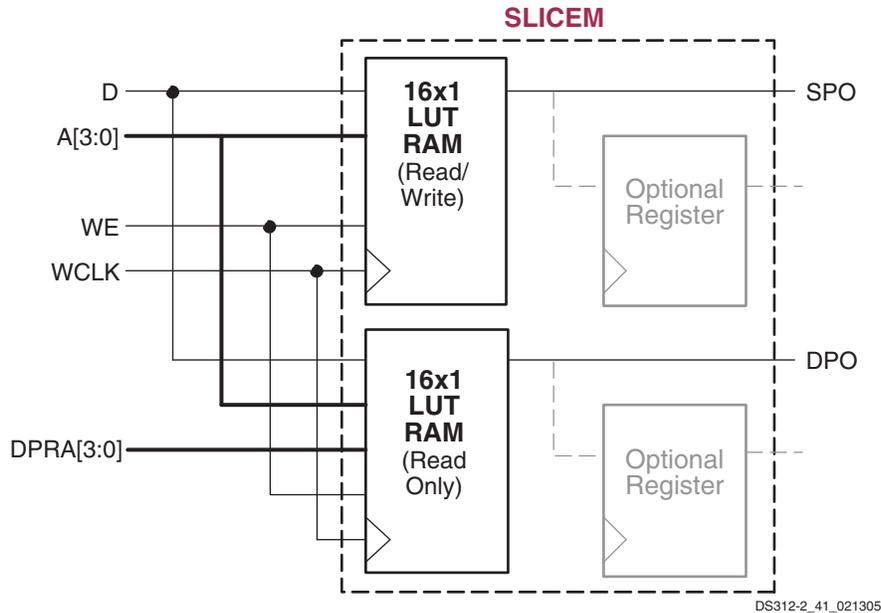 SLICEM
D
A[3:0]
WE
WCLK
16x1
LUT
RAM
(Read/
Write)
SPO
Optional
Register
DPRA[3:0]
16x1
LUT
RAM
(Read
Only)
DPO
Optional
Register
DS312-2_41_021305